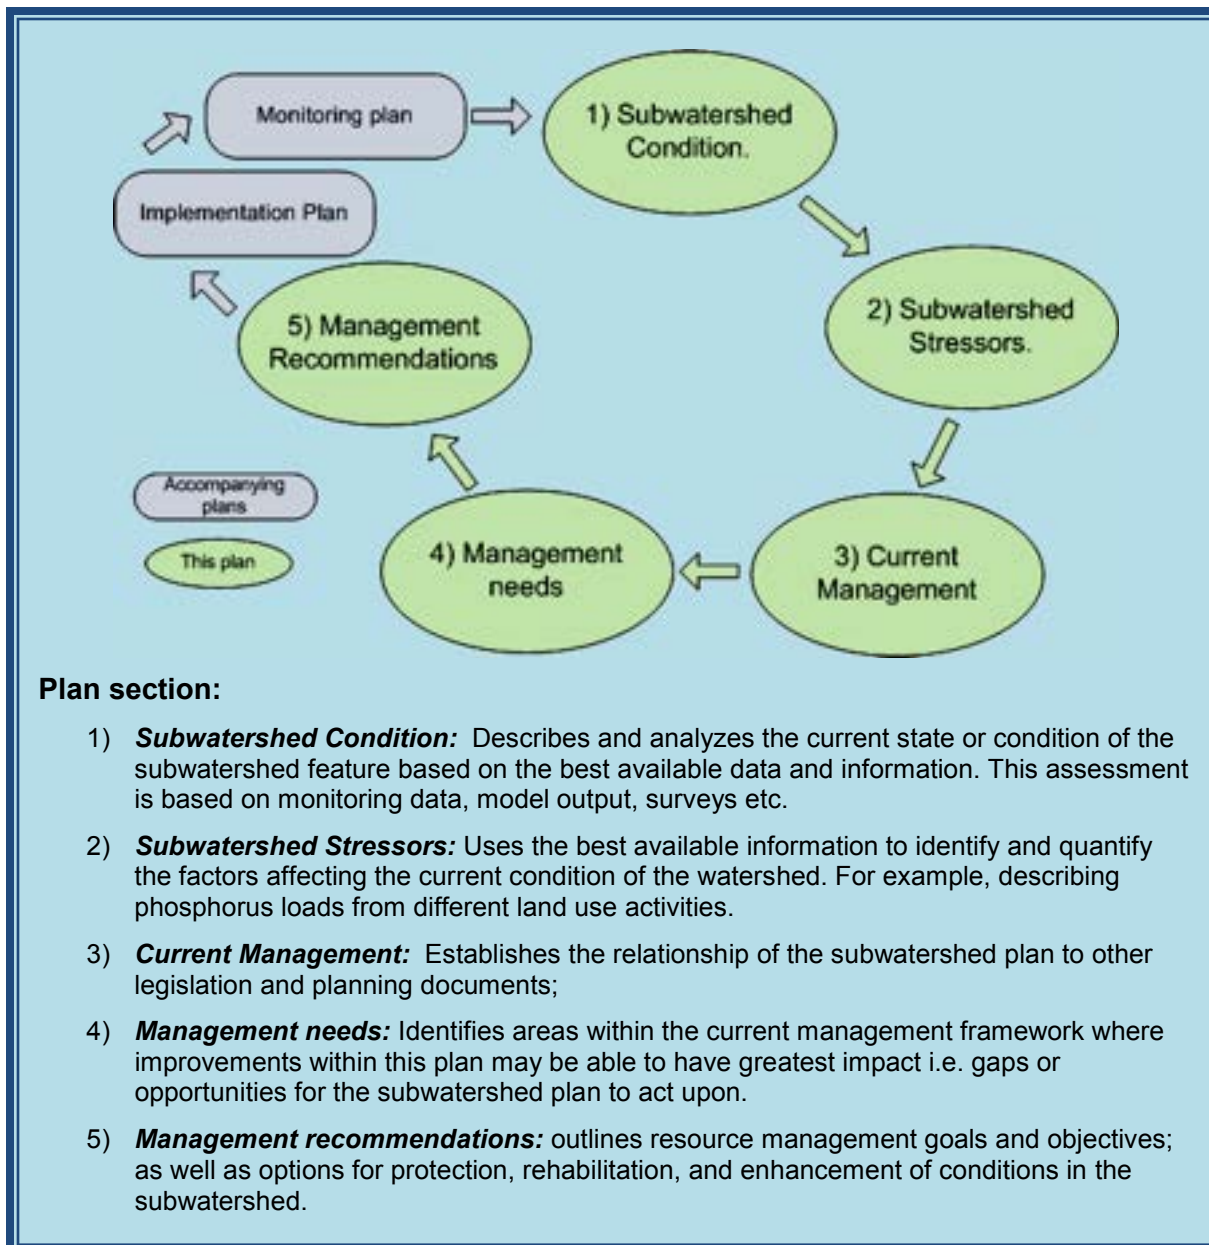 Monitoring plan
1) Subwatershed
Condition.
Implementation Plan
2) Subwatershed
Stressors.
5) Management
Recommendations
Accompanying
plans
This plan
4) Management
needs
3) Current
Management
Plan section:
1) Subwatershed Condition: Describes and analyzes the current state or condition of the
subwatershed feature based on the best available data and information. This assessment
is based on monitoring data, model output, surveys etc.
2) Subwatershed Stressors: Uses the best available information to identify and quantify
the factors affecting the current condition of the watershed. For example, describing
phosphorus loads from different land use activities.
3) Current Management: Establishes the relationship of the subwatershed plan to other
legislation and planning documents;
4) Management needs: Identifies areas within the current management framework where
improvements within this plan may be able to have greatest impact i.e. gaps or
opportunities for the subwatershed plan to act upon.
5) Management recommendations: outlines resource management goals and objectives;
as well as options for protection, rehabilitation, and enhancement of conditions in the
subwatershed.